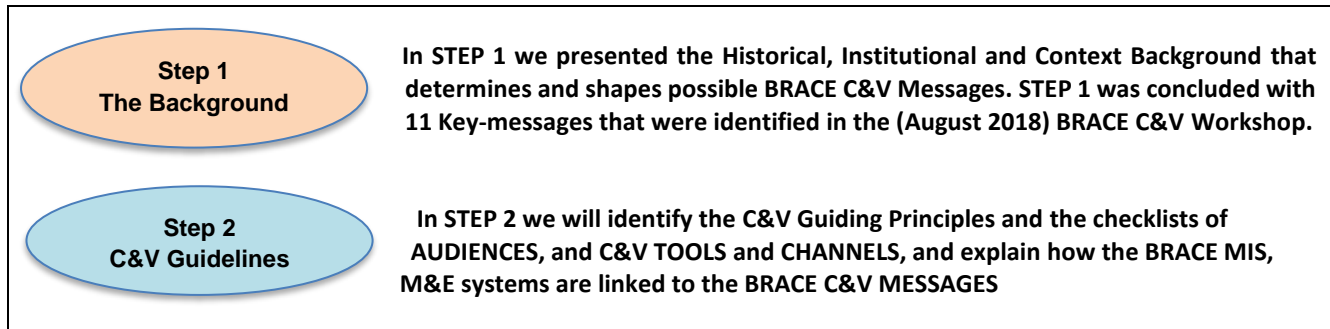 Step 1
The Background
In STEP 1 we presented the Historical, Institutional and Context Background that
determines and shapes possible BRACE C&V Messages. STEP 1 was concluded with
11 Key-messages that were identified in the (August 2018) BRACE C&V Workshop.
Step 2
C&V Guidelines
In STEP 2 we will identify the C&V Guiding Principles and the checklists of
AUDIENCES, and C&V TOOLS and CHANNELS, and explain how the BRACE MIS,
M&E systems are linked to the BRACE C&V MESSAGES